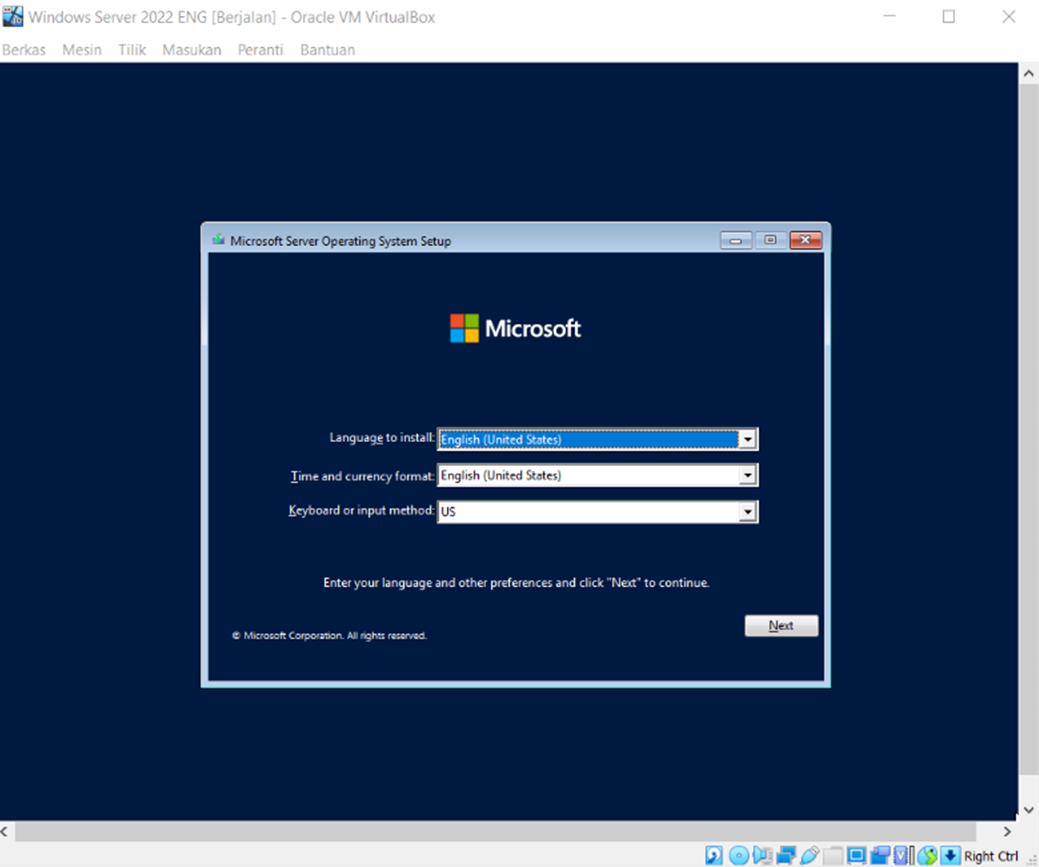 Windows Server 2022 ENG [Berjalan] - Oracle VM VirtualBox
Berkas Mesin Tilik Masukan Peranti Bantuan
Microsoft Server Operating System Setup
Microsoft
Language to install: English (United States)
Time and currency format: English (United States)
Keyboard or input method: US
Enter your language and other preferences and click "Next" to continue.
Next
© Microsoft Corporation. All rights reserved.
Right Ctrl